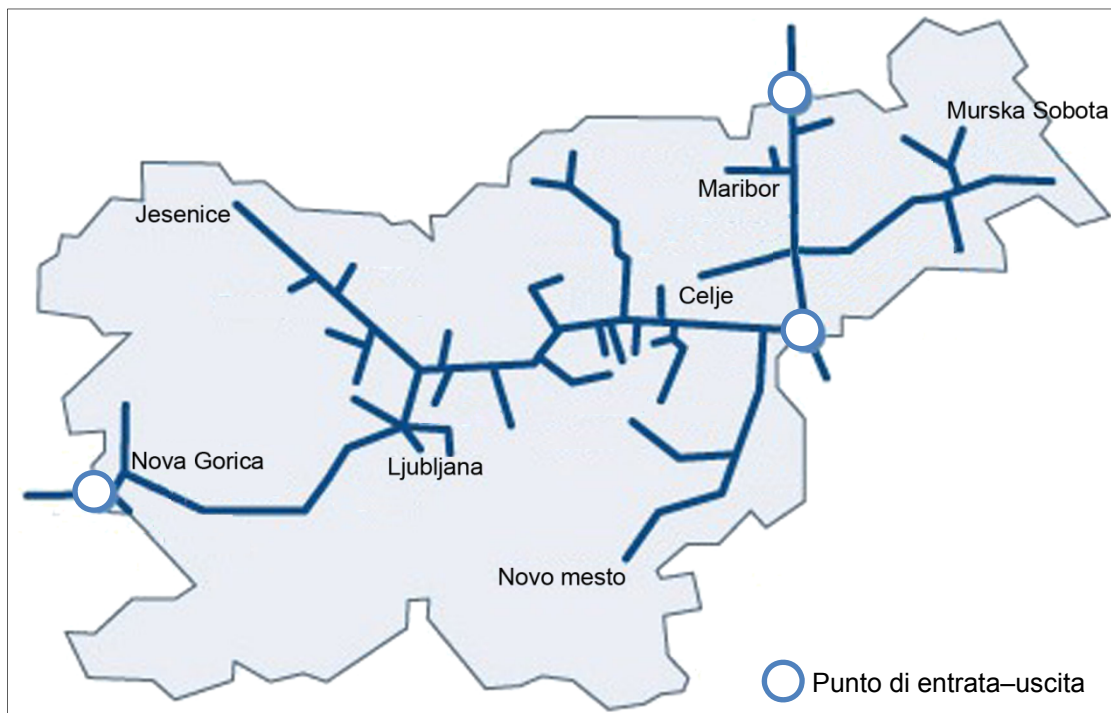 Murska Sobota
Maribor
Jesenice
Celje
Nova Gorica
Ljubljana
Novo mesto
Punto di entrata–uscita